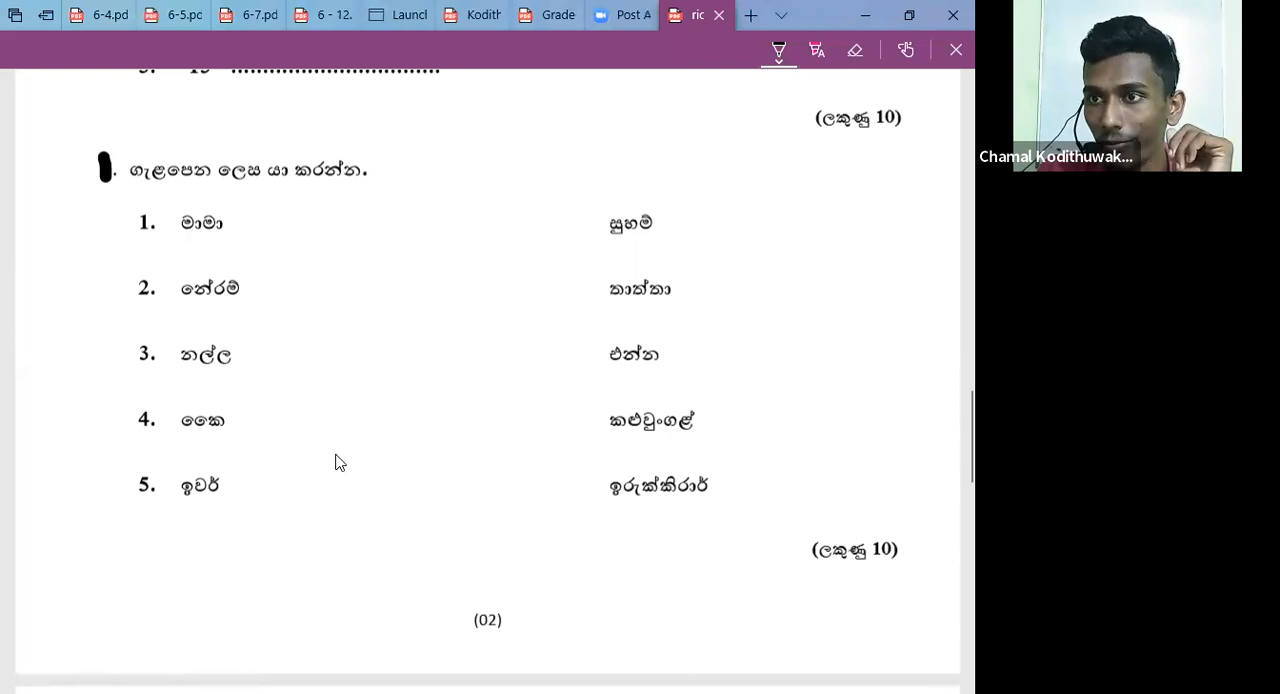 6-4.pd 6-5.pc 6-7.pd 6 - 12. Launcl Kodith Grade Post A ric
(ලකුණු 10)
. ගැළපෙන ලෙස යා කරන්න.
1. මාමා සුහම්
2. නේරම් තාත්තා
3. නල්ල එන්න
4. කෛ කළුවුංගළ්
5. ඉවර් ඉරුක්කිරාර්
(ලකුණු 10)
(02)
Chamal Kodithuwak...